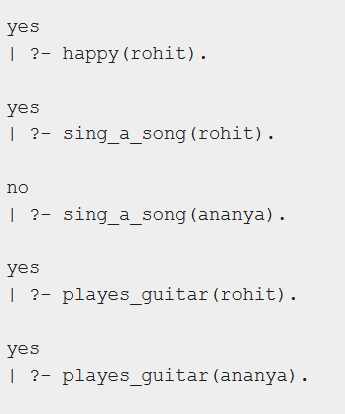 yes
| ?- happy(rohit).
yes
| ?- sing_a_song(rohit).
no
| ?- sing_a_song(ananya).
yes
| ?- playes_guitar(rohit).
yes
| ?- playes_guitar(ananya).